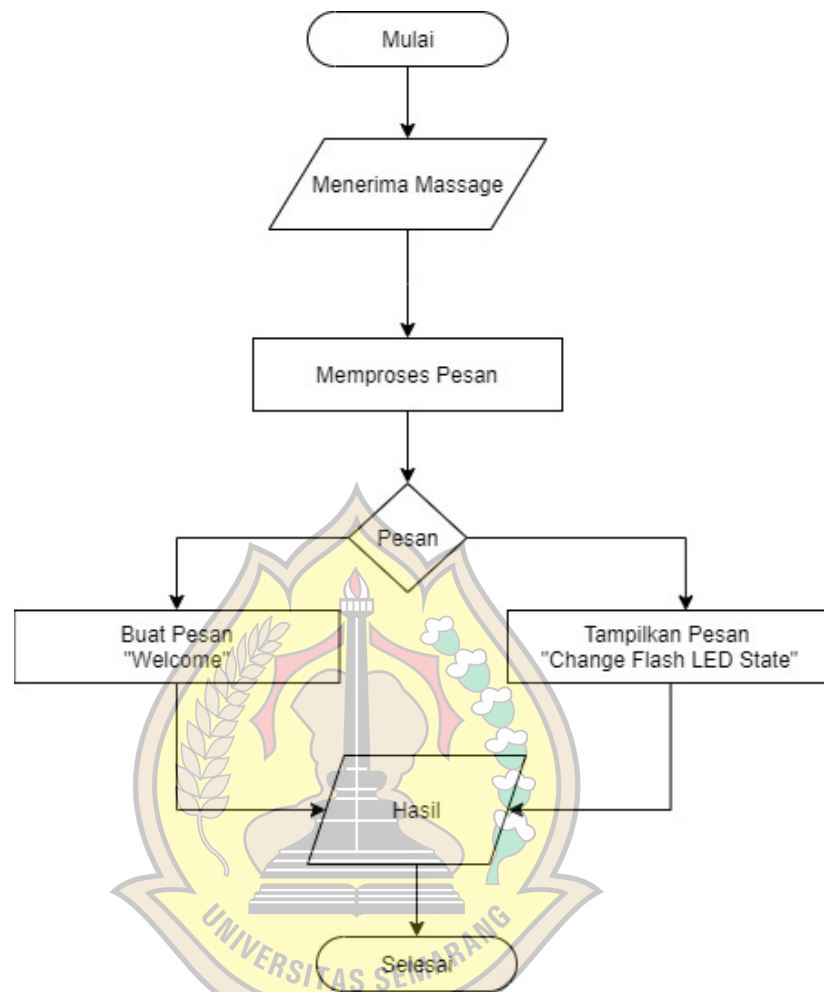 Mulai
Menerima Massage
Memproses Pesan
Pesan
Buat Pesan
"Welcome"
Tampilkan Pesan
"Change Flash LED State"
Hasil
UNIVERSITAS SEMARANG
Selesai